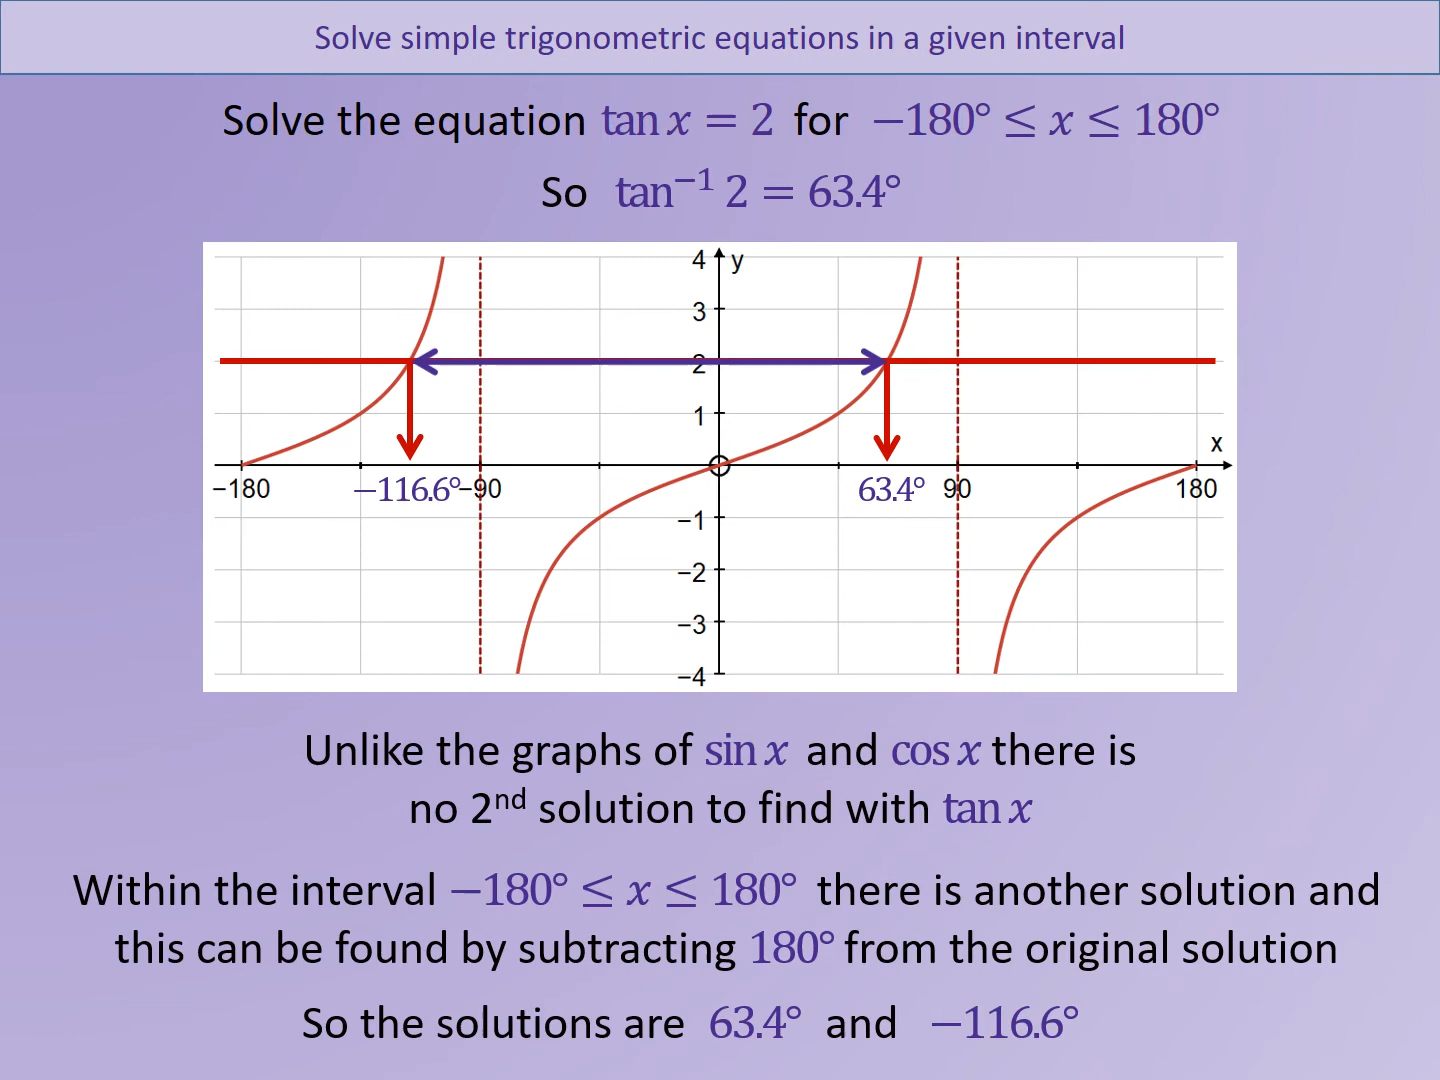 Solve simple trigonometric equations in a given interval
Solve the equation tan x = 2 for −180° ≤ x ≤ 180°
So tan⁻¹ 2 = 63.4°
4 y
3
2
1
x
−180 −116.6° −90 63.4° 90 180
−1
−2
−3
−4
Unlike the graphs of sin x and cos x there is
no 2ⁿᵈ solution to find with tan x
Within the interval −180° ≤ x ≤ 180° there is another solution and
this can be found by subtracting 180° from the original solution
So the solutions are 63.4° and −116.6°